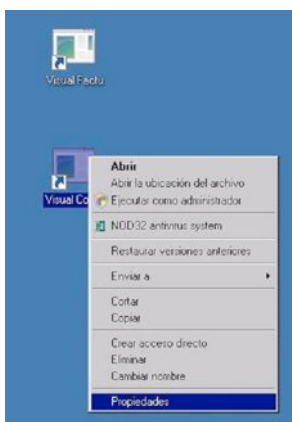 Visual Factu
Visual Co
Abrir
Abrir la ubicación del archivo
Ejecutar como administrador
NOD32 antivirus system
Restaurar versiones anteriores
Enviar a
Cortar
Copiar
Crear acceso directo
Eliminar
Cambiar nombre
Propiedades